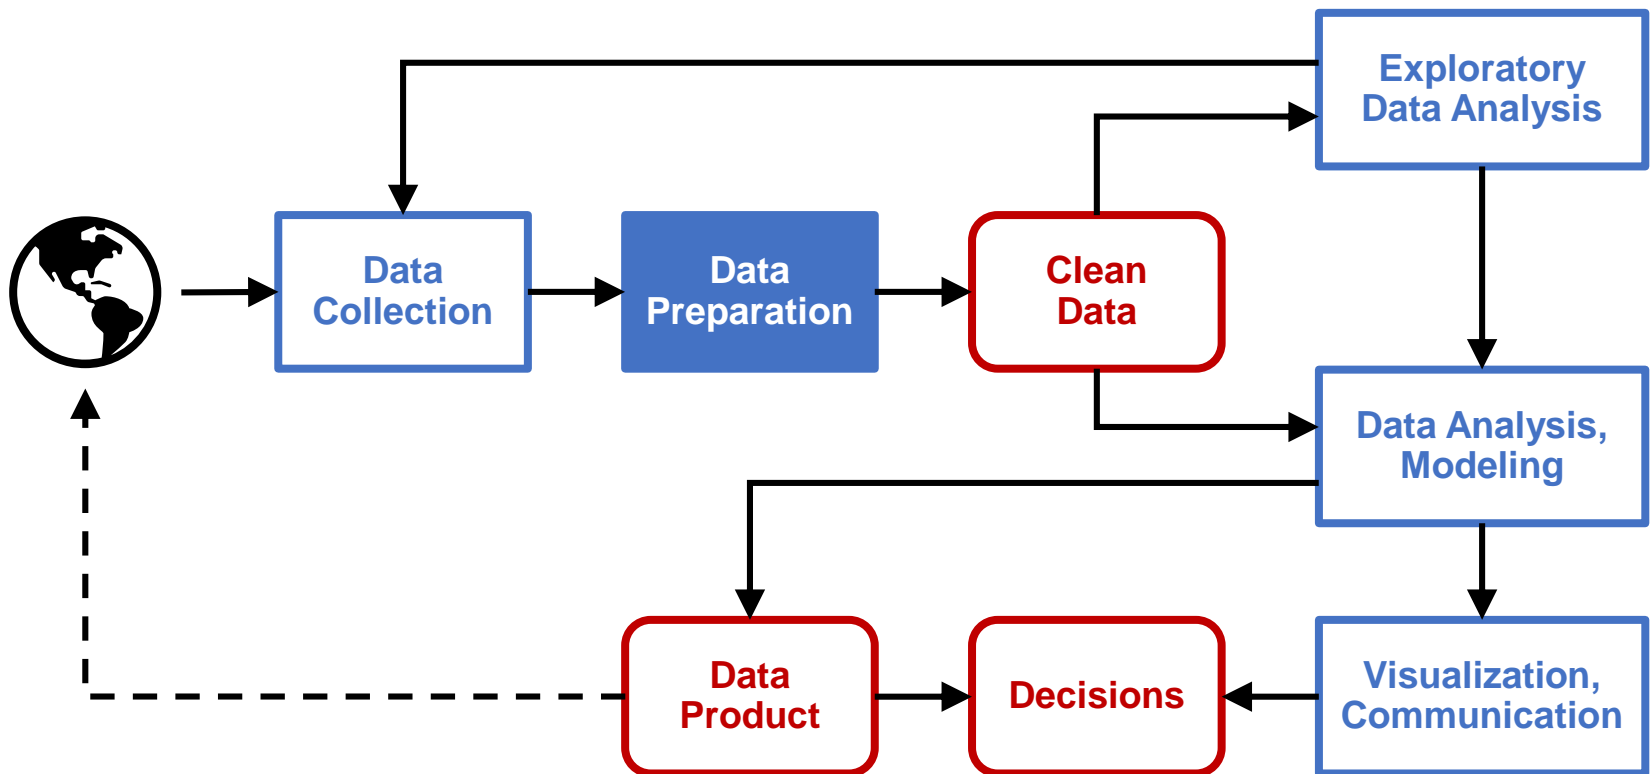 Exploratory
Data Analysis
Data
Collection
Data
Preparation
Clean
Data
Data Analysis,
Modeling
Data
Product
Decisions
Visualization,
Communication